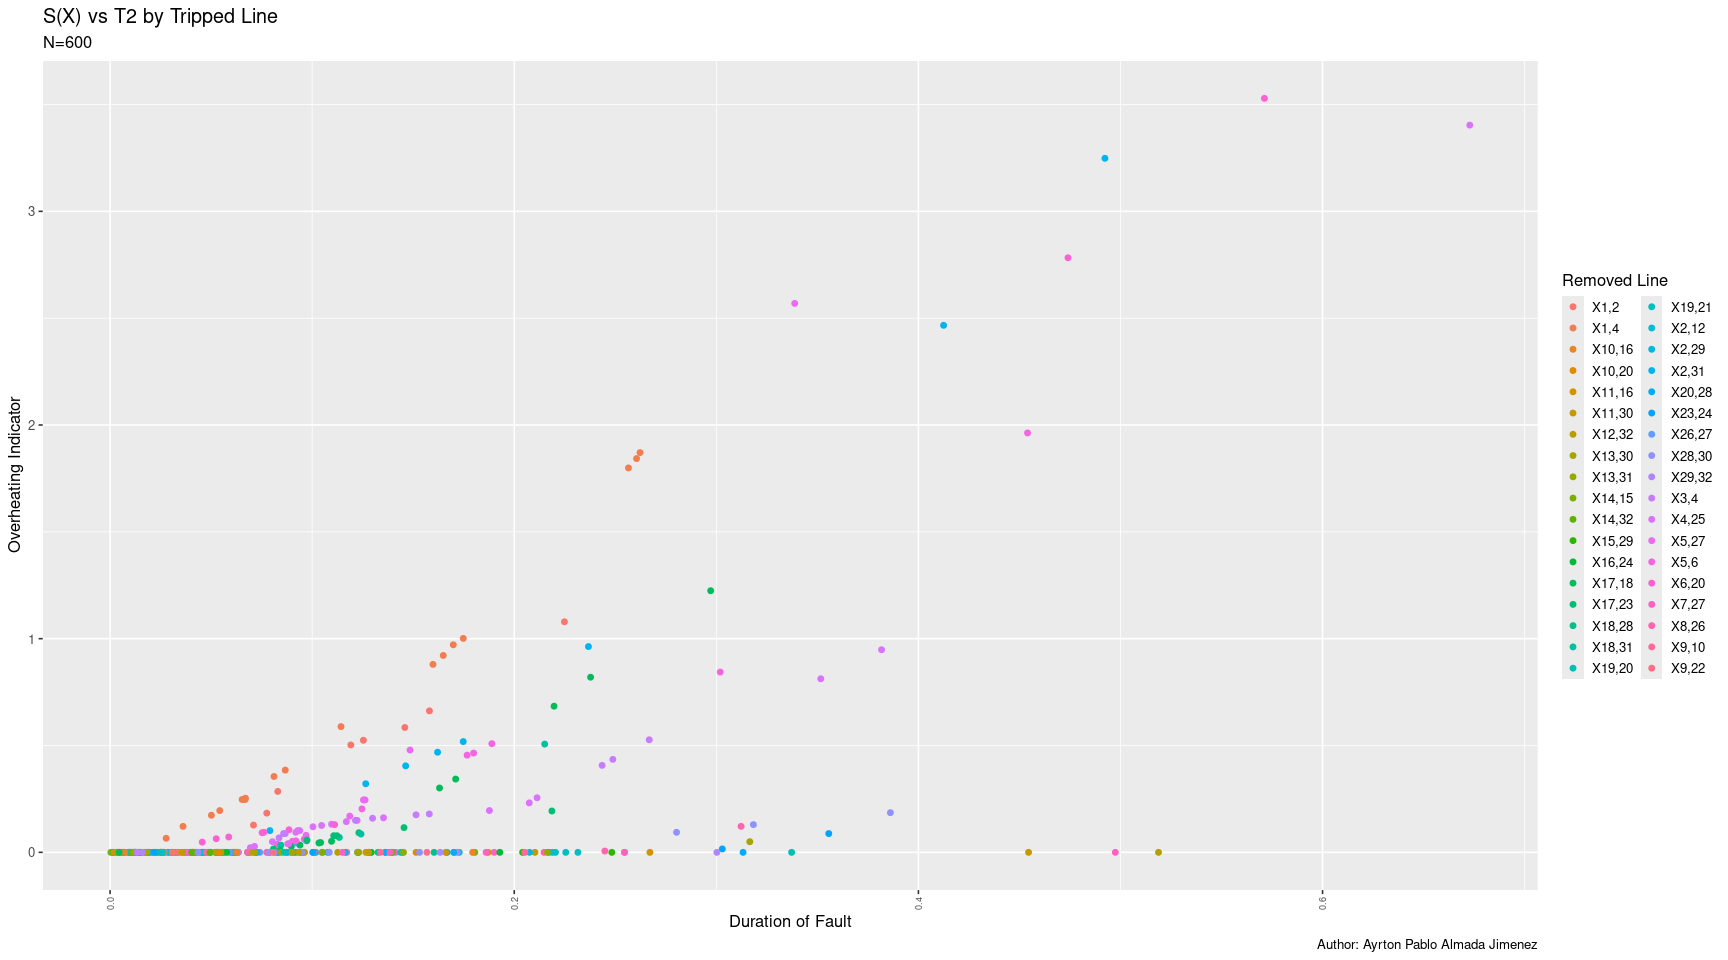 S(X) vs T2 by Tripped Line
N=600
Overheating Indicator
3
2
1
0
0.0
0.2
0.4
0.6
Duration of Fault
Removed Line
X1,2
X1,4
X10,16
X10,20
X11,16
X11,30
X12,32
X13,30
X13,31
X14,15
X14,32
X15,29
X16,24
X17,18
X17,23
X18,28
X18,31
X19,20
X19,21
X2,12
X2,29
X2,31
X20,28
X23,24
X26,27
X28,30
X29,32
X3,4
X4,25
X5,27
X5,6
X6,20
X7,27
X8,26
X9,10
X9,22
Author: Ayrton Pablo Almada Jimenez